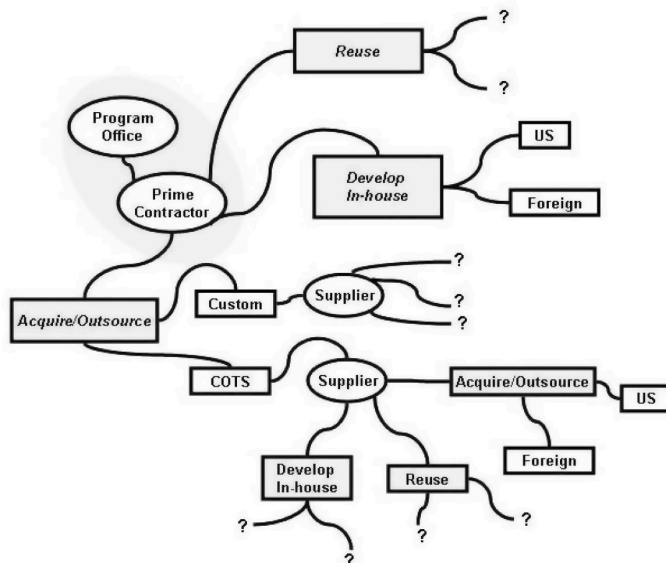 ?
Reuse
?
Program
Office
US
Develop
In-house
Prime
Contractor
Foreign
?
Custom
Supplier
?
?
Acquire/Outsource
COTS
Supplier
Acquire/Outsource
US
Foreign
Develop
In-house
Reuse
?
?
?
?